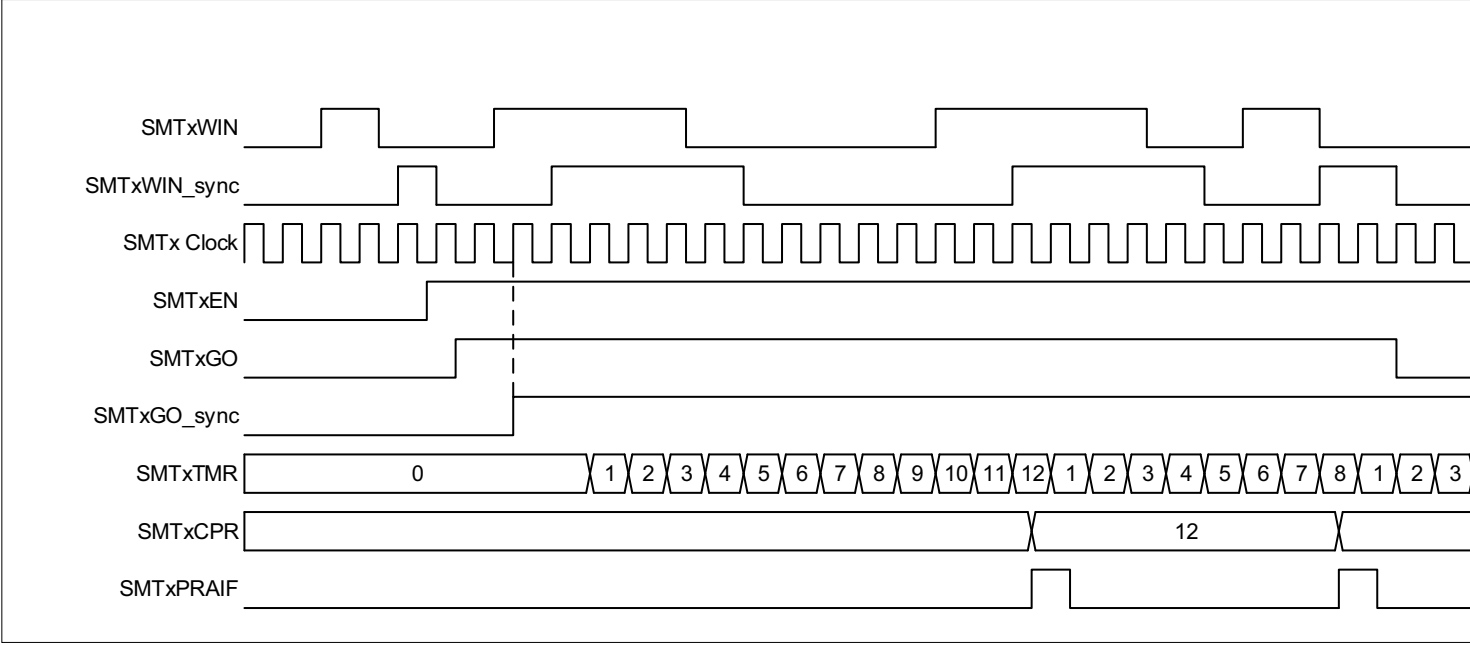 SMTxWIN
SMTxWIN_sync
SMTx Clock
SMTxEN
SMTxGO
SMTxGO_sync
SMTxTMR 0 1 2 3 4 5 6 7 8 9 10 11 12 1 2 3 4 5 6 7 8 1 2 3
SMTxCPR 12
SMTxPRAIF